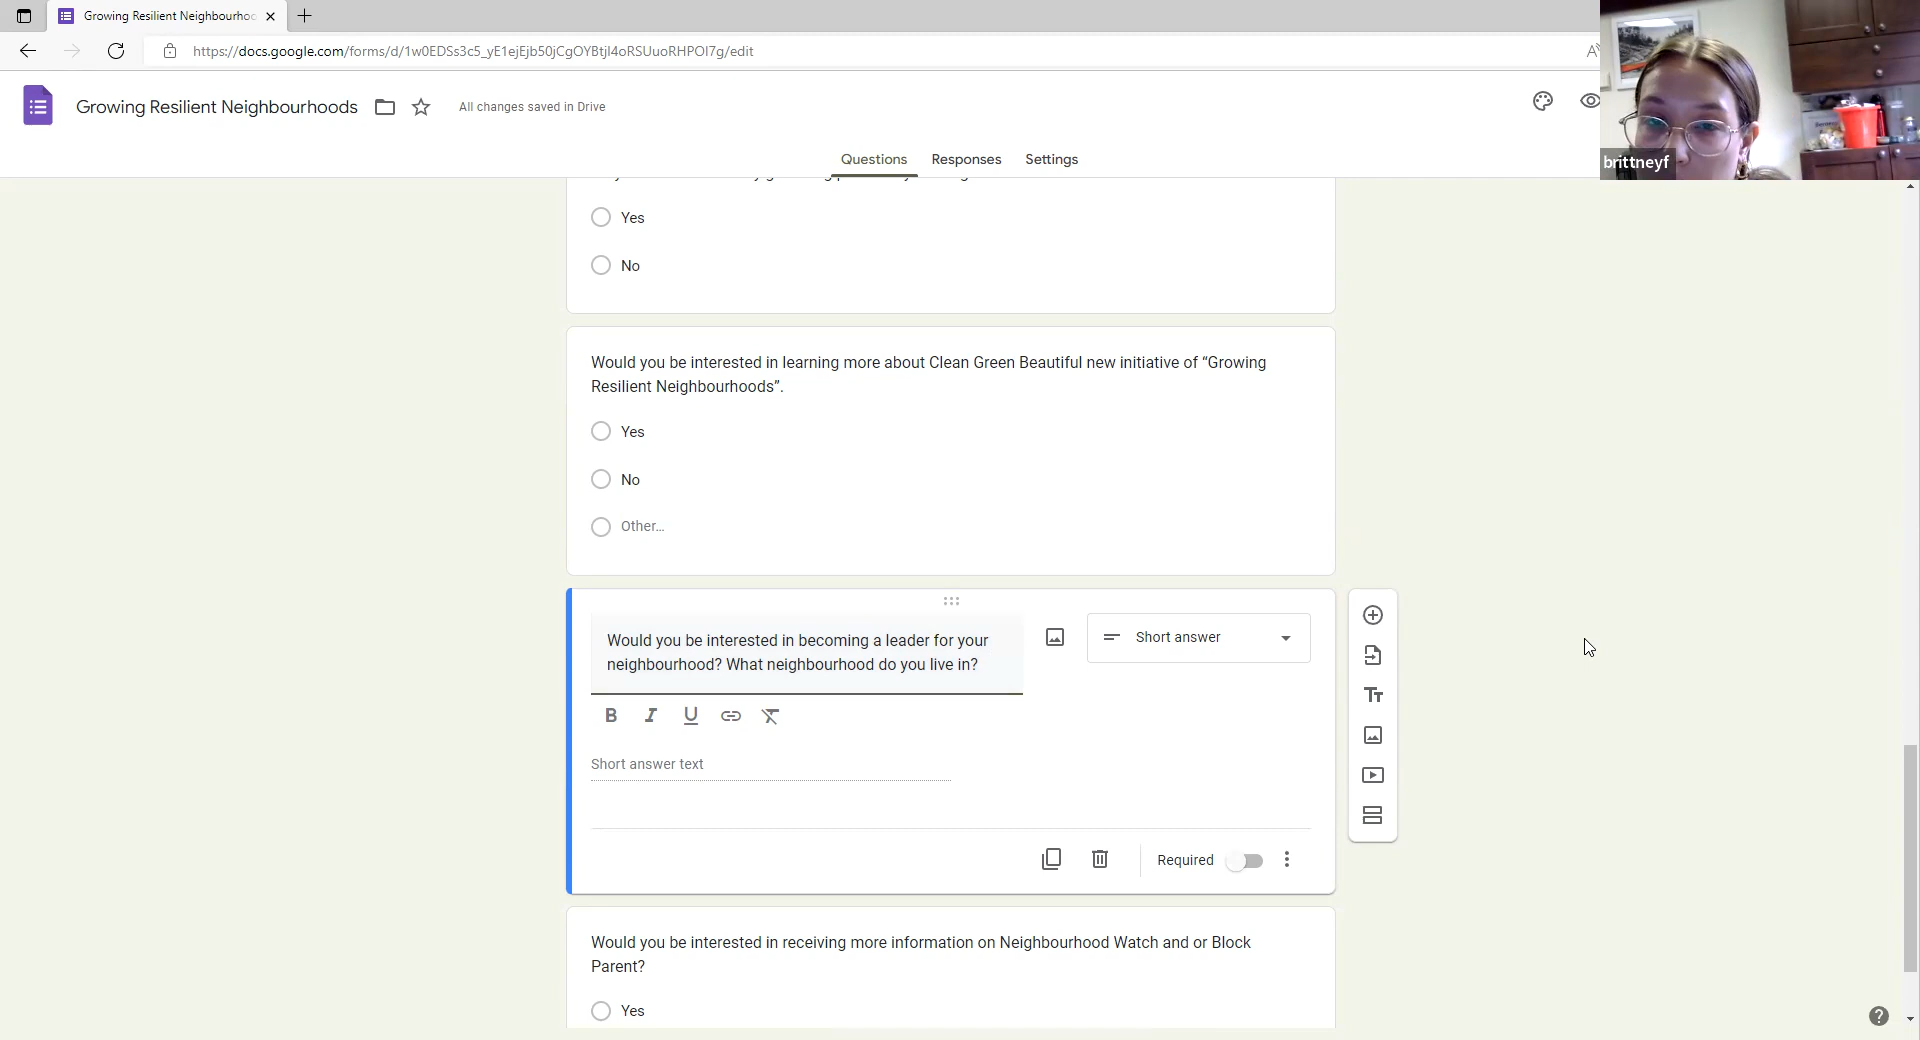 Growing Resilient Neighbourhoo
https://docs.google.com/forms/d/1w0EDSs3c5_yE1ejEjb50jCgOYBtjI4oRSUuoRHPOI7g/edit
Growing Resilient Neighbourhoods
All changes saved in Drive
brittneyf
Questions
Responses
Settings
Yes
No
Would you be interested in learning more about Clean Green Beautiful new initiative of “Growing
Resilient Neighbourhoods”.
Yes
No
Other...
Would you be interested in becoming a leader for your
neighbourhood? What neighbourhood do you live in?
Short answer
B I U
Short answer text
Required
Would you be interested in receiving more information on Neighbourhood Watch and or Block
Parent?
Yes